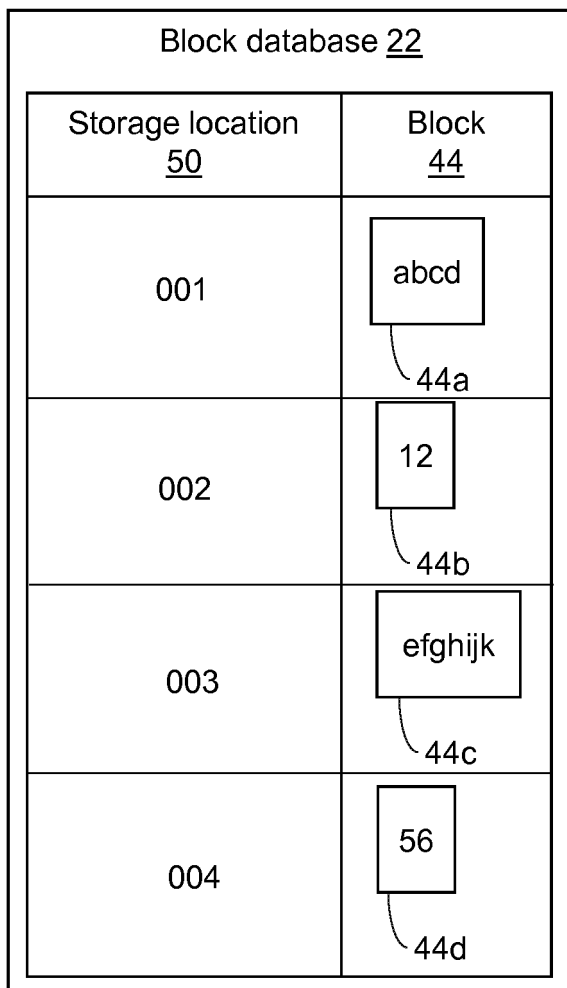 Block database 22
Storage location
50
Block
44
001
abcd
44a
002
12
44b
003
efghijk
44c
004
56
44d